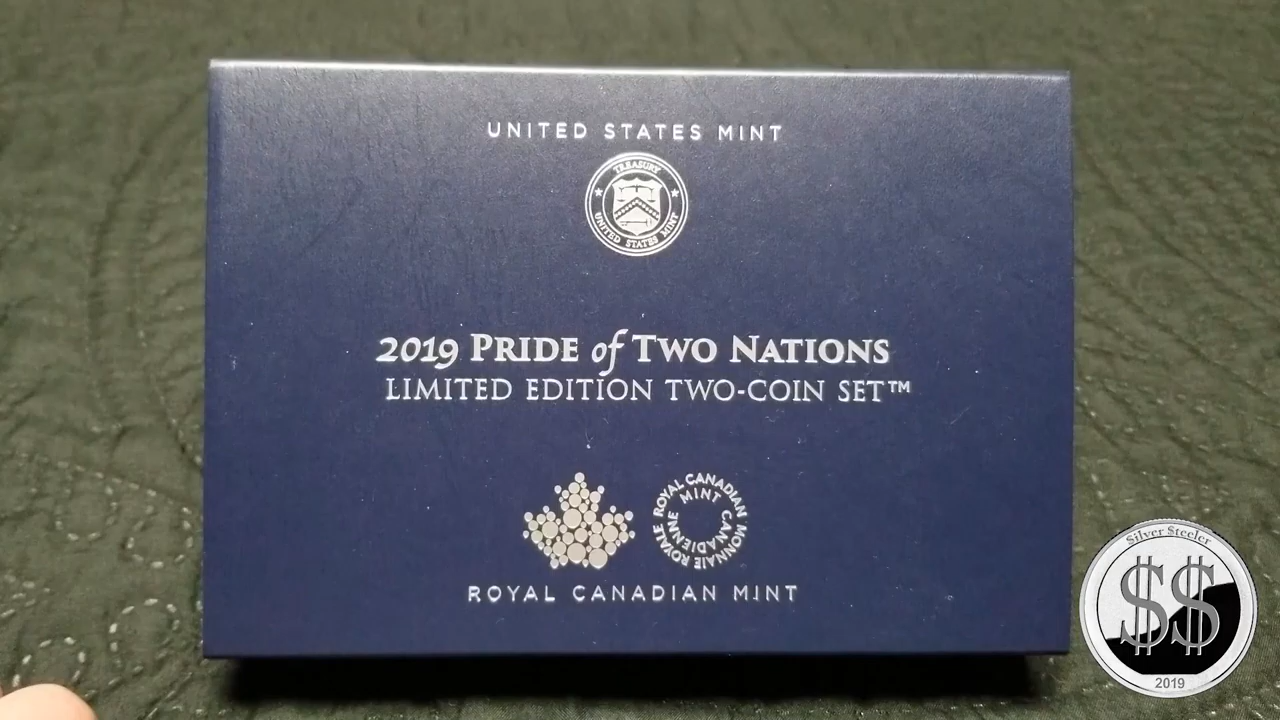 UNITED STATES MINT
TREASURY
UNITED STATES MINT
2019 PRIDE of TWO NATIONS
LIMITED EDITION TWO-COIN SET™
ROYAL CANADIAN MINT
MONNAIE ROYALE CANADIENNE
ROYAL CANADIAN MINT
Silver $teeler
$$
2019